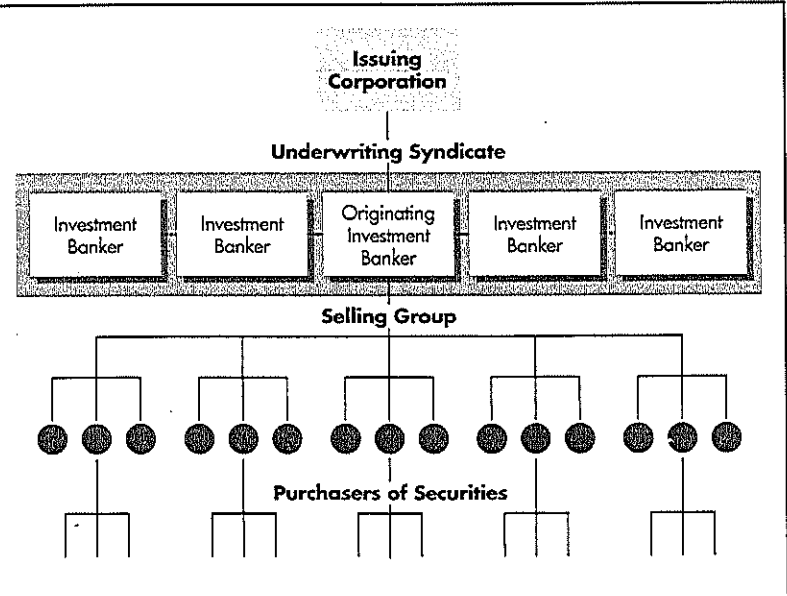 Issuing
Corporation
Underwriting Syndicate
Investment
Banker
Investment
Banker
Originating
Investment
Banker
Investment
Banker
Investment
Banker
Selling Group
Purchasers of Securities